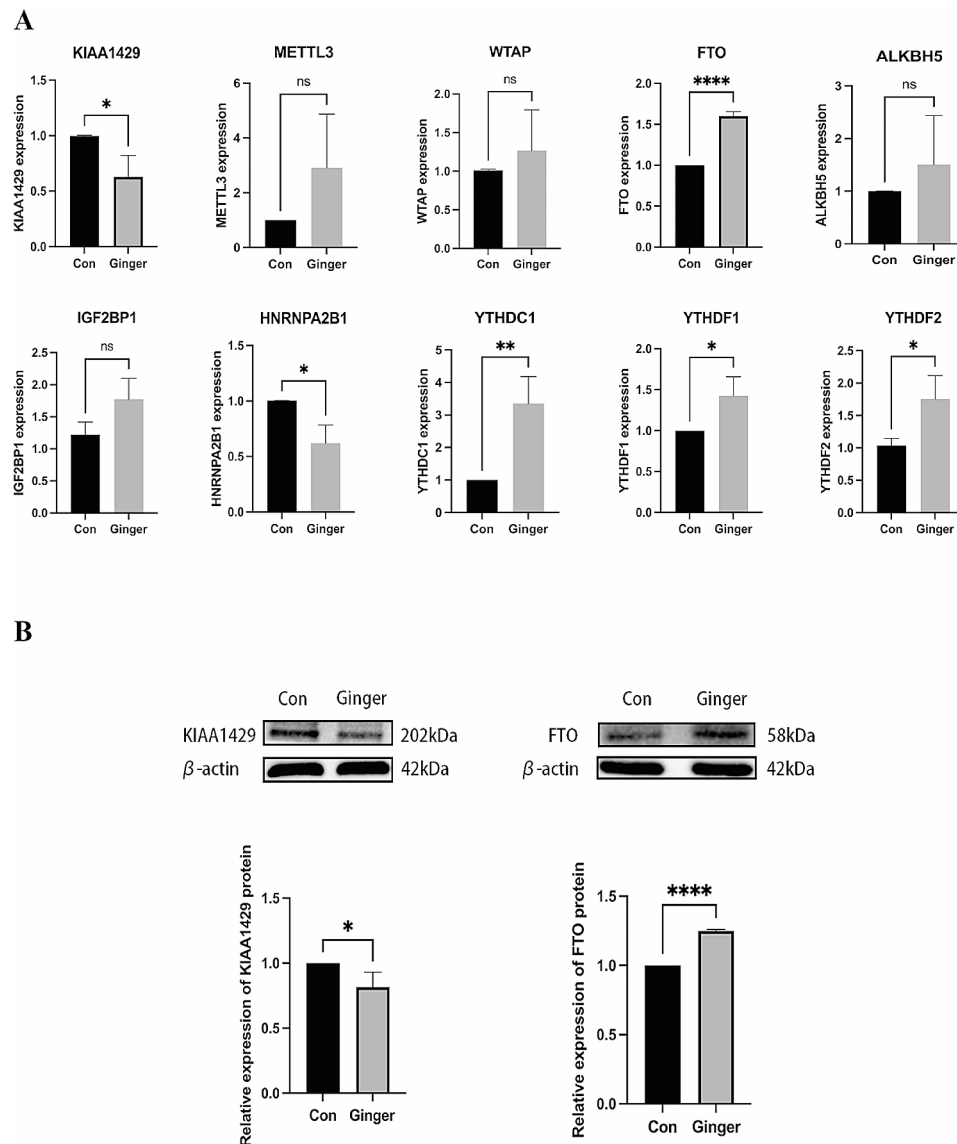 A
KIAA1429
KIAA1429 expression
1.5
1.0
0.5
0.0
*
Con Ginger
METTL3
METTL3 expression
6
4
2
0
ns
Con Ginger
WTAP
WTAP expression
2.0
1.5
1.0
0.5
0.0
ns
Con Ginger
FTO
FTO expression
2.0
1.5
1.0
0.5
0.0
****
Con Ginger
ALKBH5
ALKBH5 expression
3
2
1
0
ns
Con Ginger
IGF2BP1
IGF2BP1 expression
2.5
2.0
1.5
1.0
0.5
0.0
ns
Con Ginger
HNRNPA2B1
HNRNPA2B1 expression
1.5
1.0
0.5
0.0
*
Con Ginger
YTHDC1
YTHDC1 expression
5
4
3
2
1
0
**
Con Ginger
YTHDF1
YTHDF1 expression
2.0
1.5
1.0
0.5
0.0
*
Con Ginger
YTHDF2
YTHDF2 expression
2.5
2.0
1.5
1.0
0.5
0.0
*
Con Ginger
B
Con Ginger
KIAA1429 202kDa
β-actin 42kDa
Con Ginger
FTO 58kDa
β-actin 42kDa
Relative expression of KIAA1429 protein
1.5
1.0
0.5
0.0
*
Con Ginger
Relative expression of FTO protein
1.5
1.0
0.5
0.0
****
Con Ginger